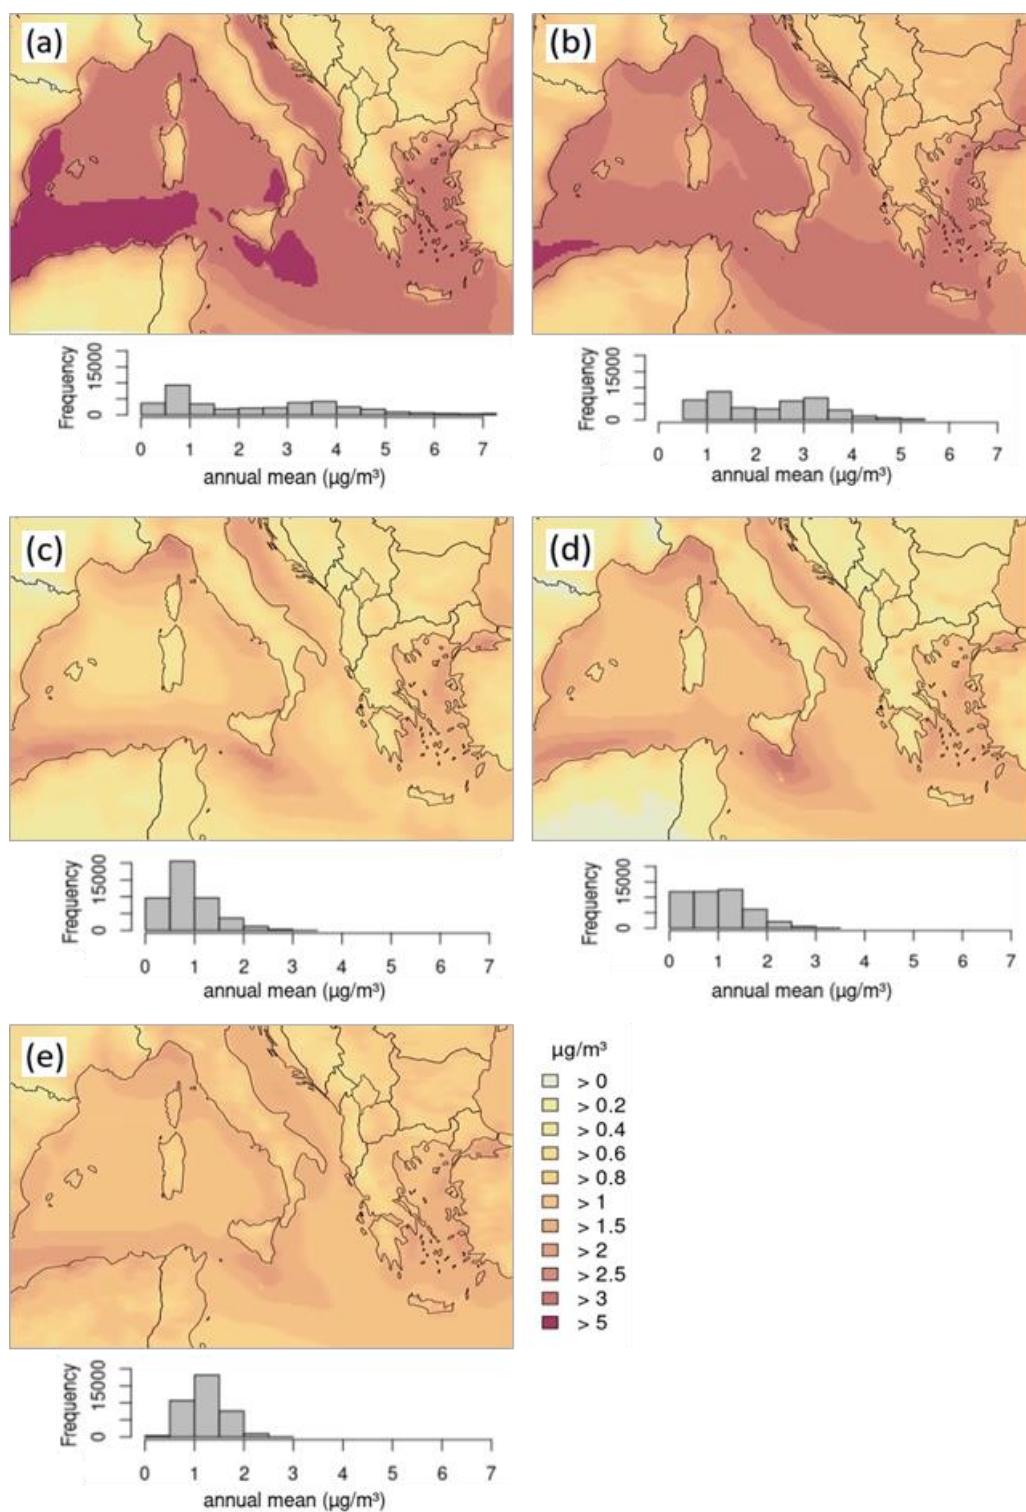 (a)
(b)
Frequency
0 15000
0 1 2 3 4 5 6 7
annual mean (µg/m³)
Frequency
0 15000
0 1 2 3 4 5 6 7
annual mean (µg/m³)
(c)
(d)
Frequency
0 15000
0 1 2 3 4 5 6 7
annual mean (µg/m³)
Frequency
0 15000
0 1 2 3 4 5 6 7
annual mean (µg/m³)
(e)
µg/m³
> 0
> 0.2
> 0.4
> 0.6
> 0.8
> 1
> 1.5
> 2
> 2.5
> 3
> 5
Frequency
0 15000
0 1 2 3 4 5 6 7
annual mean (µg/m³)